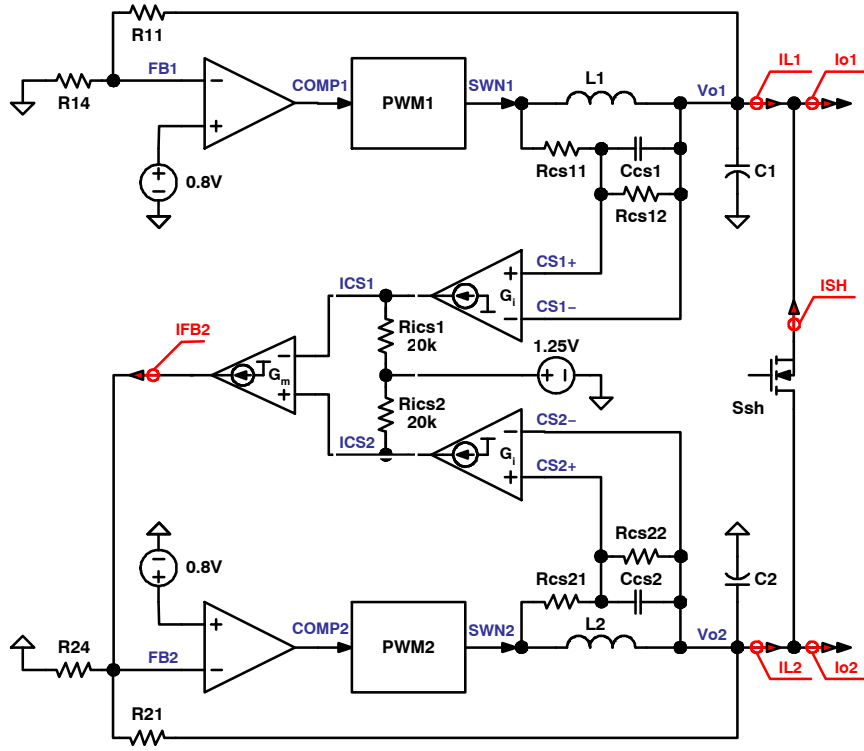 R11
IL1
Io1
FB1
COMP1
PWM1
SWN1
L1
Vo1
R14
0.8V
Rcs11
Ccs1
C1
Rcs12
CS1+
ICS1
Gi
CS1−
ISH
IFB2
Rics1
20k
1.25V
Gm
Rics2
20k
Ssh
CS2−
ICS2
Gi
CS2+
Rcs22
0.8V
Rcs21
Ccs2
C2
L2
COMP2
PWM2
SWN2
Vo2
R24
FB2
IL2
Io2
R21